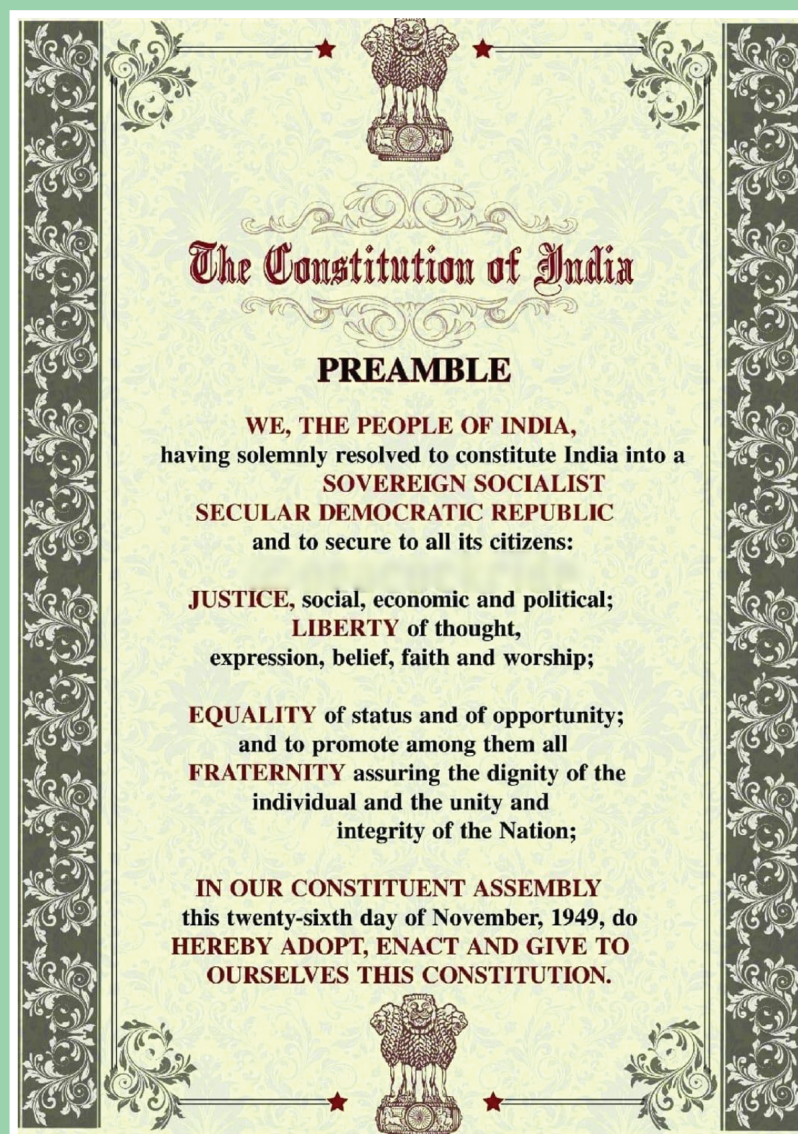 The Constitution of India
PREAMBLE
WE, THE PEOPLE OF INDIA,
having solemnly resolved to constitute India into a
SOVEREIGN SOCIALIST
SECULAR DEMOCRATIC REPUBLIC
and to secure to all its citizens:
JUSTICE, social, economic and political;
LIBERTY of thought,
expression, belief, faith and worship;
EQUALITY of status and of opportunity;
and to promote among them all
FRATERNITY assuring the dignity of the
individual and the unity and
integrity of the Nation;
IN OUR CONSTITUENT ASSEMBLY
this twenty-sixth day of November, 1949, do
HEREBY ADOPT, ENACT AND GIVE TO
OURSELVES THIS CONSTITUTION.